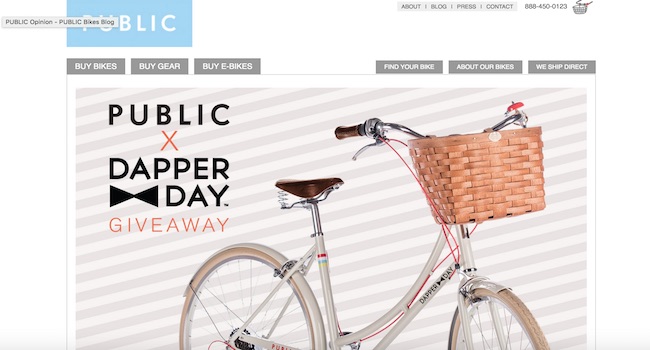 ABOUT | BLOG | PRESS | CONTACT 888-450-0123
PUBLIC Opinion - PUBLIC Bikes Blog
PUBLIC
BUY BIKES BUY GEAR BUY E-BIKES FIND YOUR BIKE ABOUT OUR BIKES WE SHIP DIRECT
PUBLIC
X
DAPPER
DAY™
GIVEAWAY
DAPPER DAY
PUBLIC